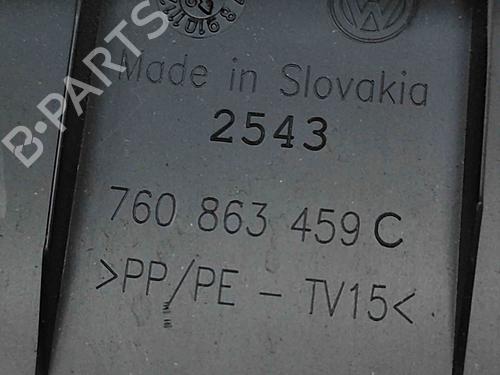 Made in Slovakia
2543
760 863 459 C
>PP/PE - TV15<
B-PARTS